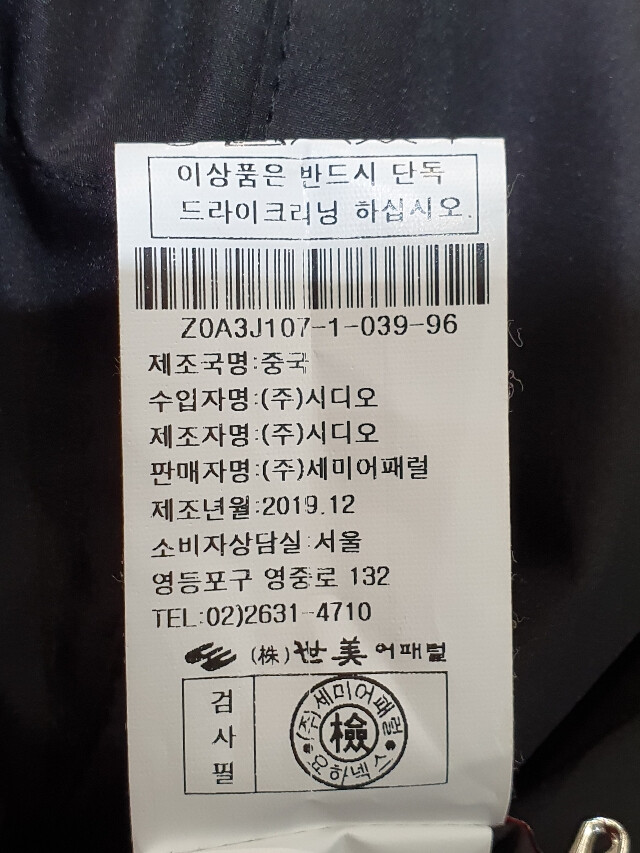 이상품은 반드시 단독
드라이크리닝 하십시오.
Z0A3J107-1-039-96
제조국명:중국
수입자명:(주)시디오
제조자명:(주)시디오
판매자명:(주)세미어패럴
제조년월:2019.12
소비자상담실:서울
영등포구 영중로 132
TEL:02)2631-4710
(株)世美어패럴
검사필
(주)세미어패럴
檢
요하넥스